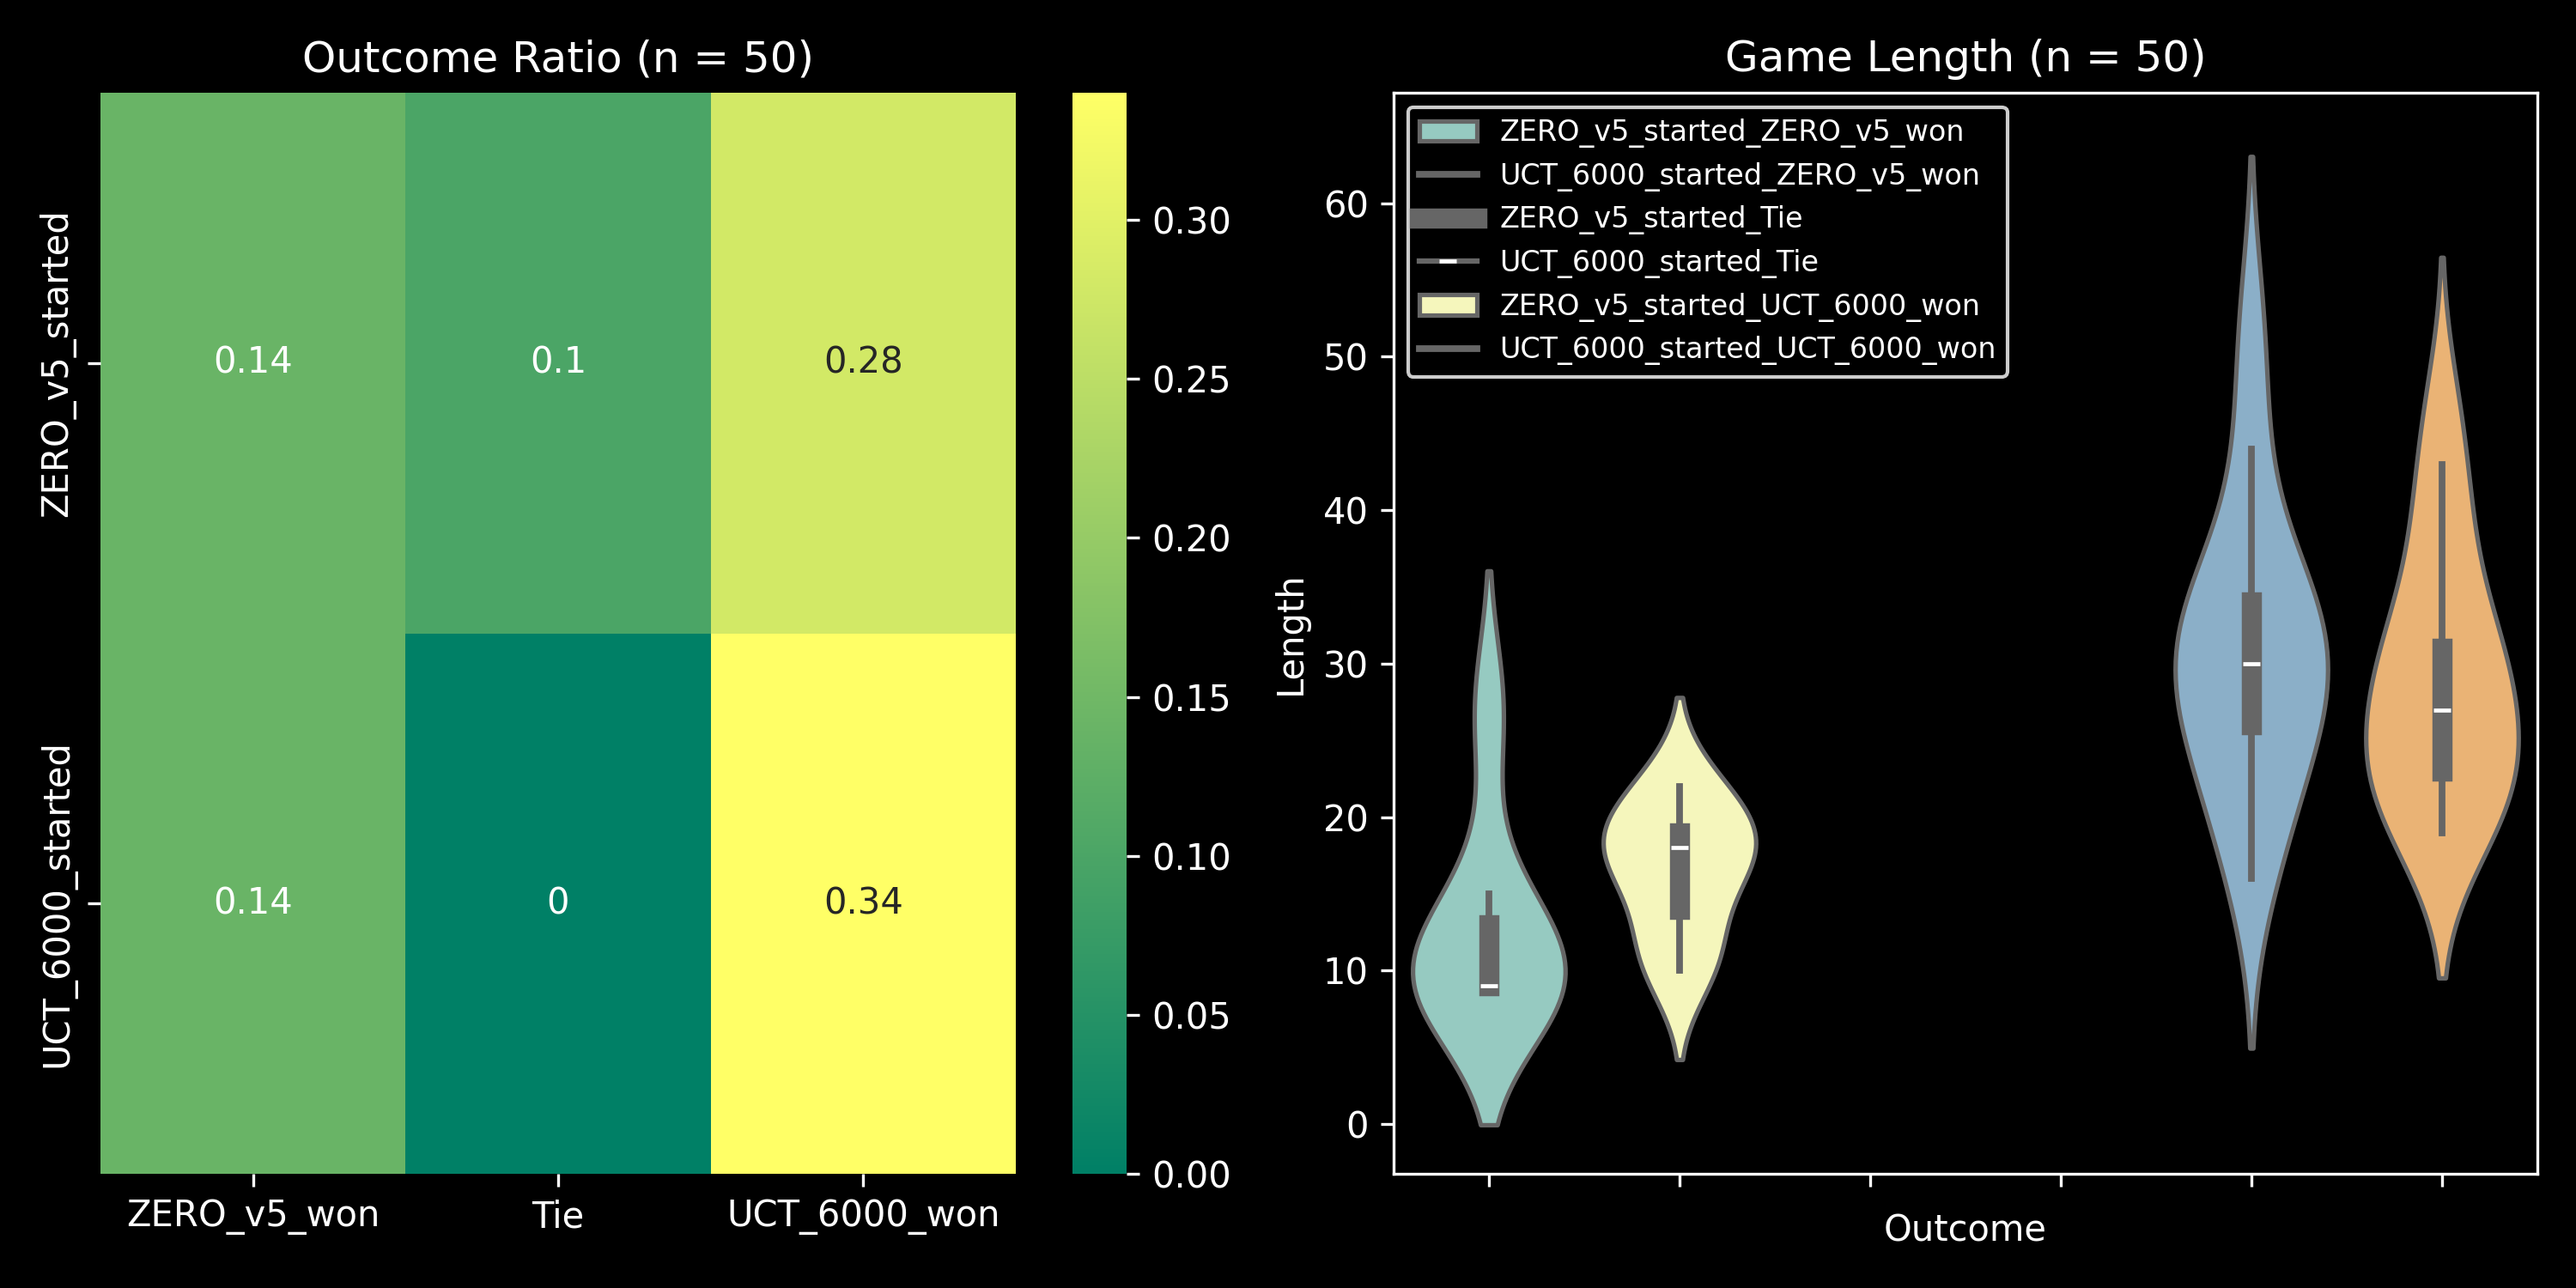 Outcome Ratio (n = 50)
ZERO_v5_started
UCT_6000_started
0.14
0.1
0.28
0.14
0
0.34
ZERO_v5_won
Tie
UCT_6000_won
0.30
0.25
0.20
0.15
0.10
0.05
0.00
Game Length (n = 50)
ZERO_v5_started_ZERO_v5_won
UCT_6000_started_ZERO_v5_won
ZERO_v5_started_Tie
UCT_6000_started_Tie
ZERO_v5_started_UCT_6000_won
UCT_6000_started_UCT_6000_won
Length
60
50
40
30
20
10
0
Outcome